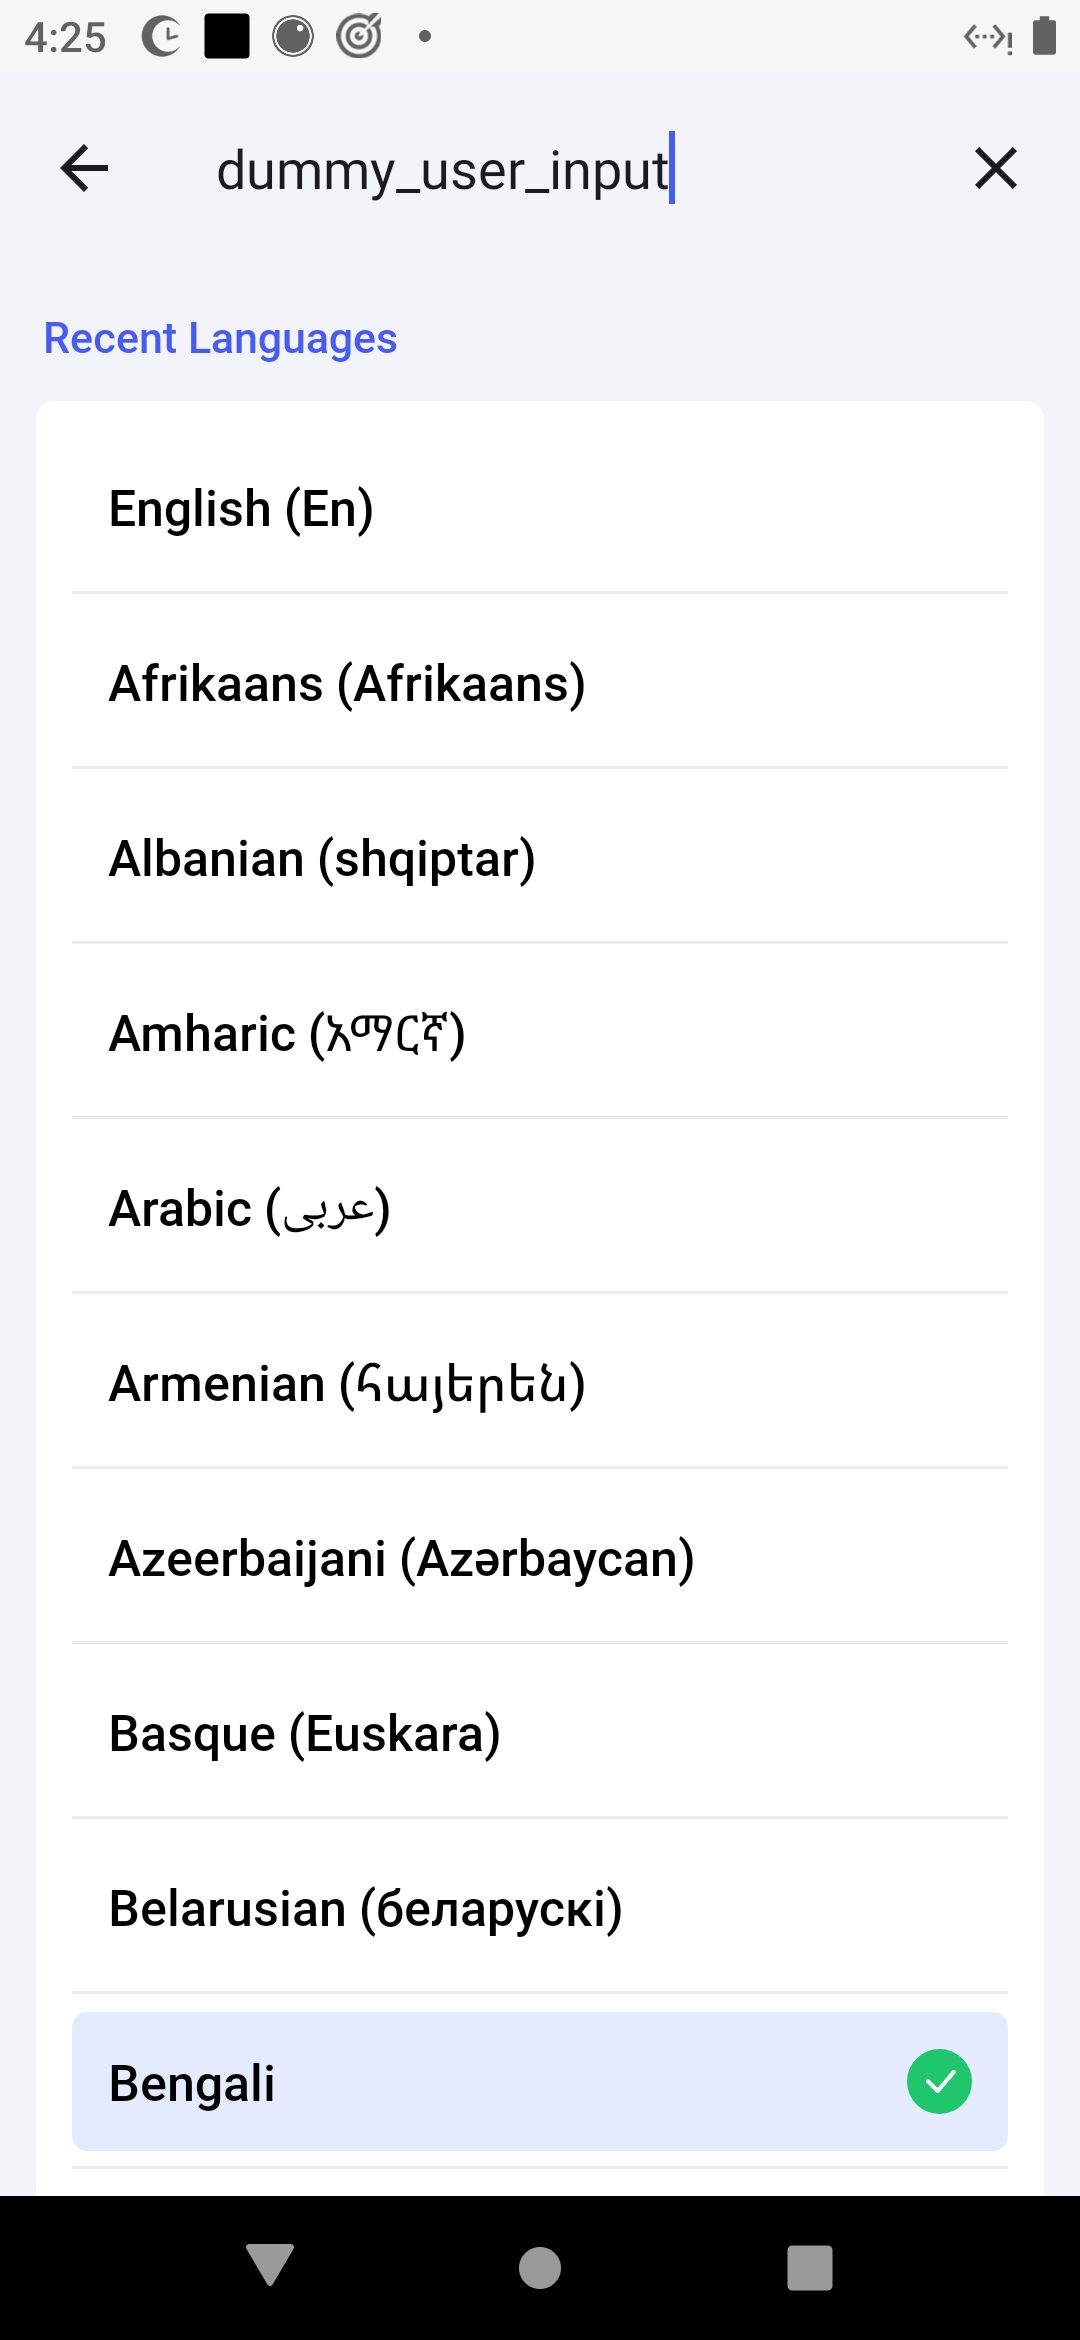 4:25
dummy_user_input
Recent Languages
English (En)
Afrikaans (Afrikaans)
Albanian (shqiptar)
Amharic (አማርኛ)
Arabic (عربى)
Armenian (հայերեն)
Azeerbaijani (Azərbaycan)
Basque (Euskara)
Belarusian (беларускі)
Bengali